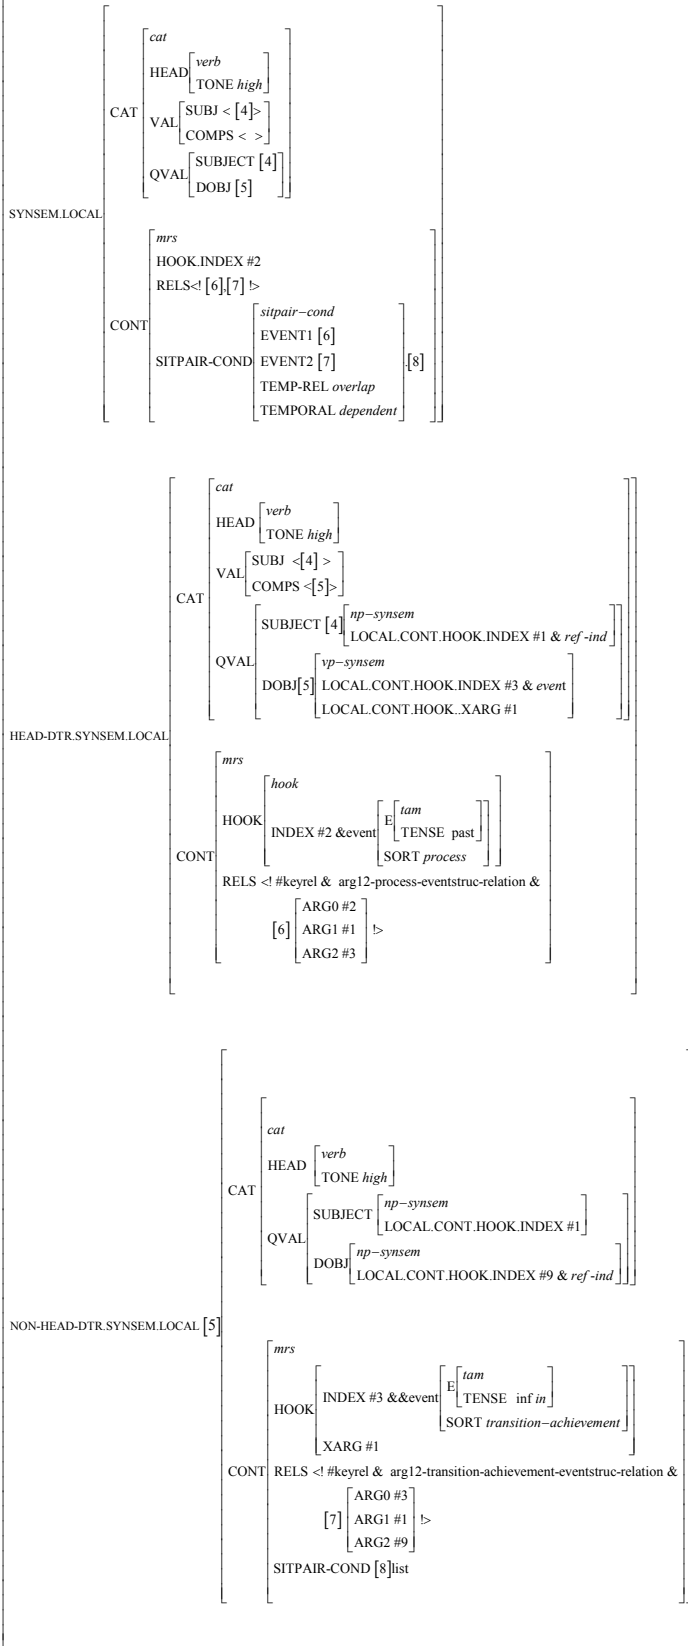 cat
HEAD verb
TONE high
CAT VAL SUBJ < [4]>
COMPS < >
QVAL SUBJECT [4]
DOBJ [5]
SYNSEM.LOCAL
mrs
HOOK.INDEX #2
RELS<! [6],[7] !>
CONT
sitpair−cond
EVENT1 [6]
SITPAIR-COND EVENT2 [7] ,[8]
TEMP-REL overlap
TEMPORAL dependent
cat
HEAD verb
TONE high
VAL SUBJ <[4] >
COMPS <[5]>
CAT
SUBJECT [4] np−synsem
LOCAL.CONT.HOOK.INDEX #1 & ref -ind
QVAL
vp−synsem
DOBJ[5] LOCAL.CONT.HOOK.INDEX #3 & event
LOCAL.CONT.HOOK..XARG #1
HEAD-DTR.SYNSEM.LOCAL
mrs
hook
HOOK INDEX #2 &event E tam
TENSE past
SORT process
CONT
RELS <! #keyrel & arg12-process-eventstruc-relation &
ARG0 #2
[6] ARG1 #1 !>
ARG2 #3
cat
HEAD verb
TONE high
CAT
SUBJECT np−synsem
LOCAL.CONT.HOOK.INDEX #1
QVAL
DOBJ np−synsem
LOCAL.CONT.HOOK.INDEX #9 & ref -ind
NON-HEAD-DTR.SYNSEM.LOCAL [5]
mrs
HOOK INDEX #3 &&event E tam
TENSE inf in
SORT transition−achievement
XARG #1
CONT RELS <! #keyrel & arg12-transition-achievement-eventstruc-relation &
ARG0 #3
[7] ARG1 #1 !>
ARG2 #9
SITPAIR-COND [8]list